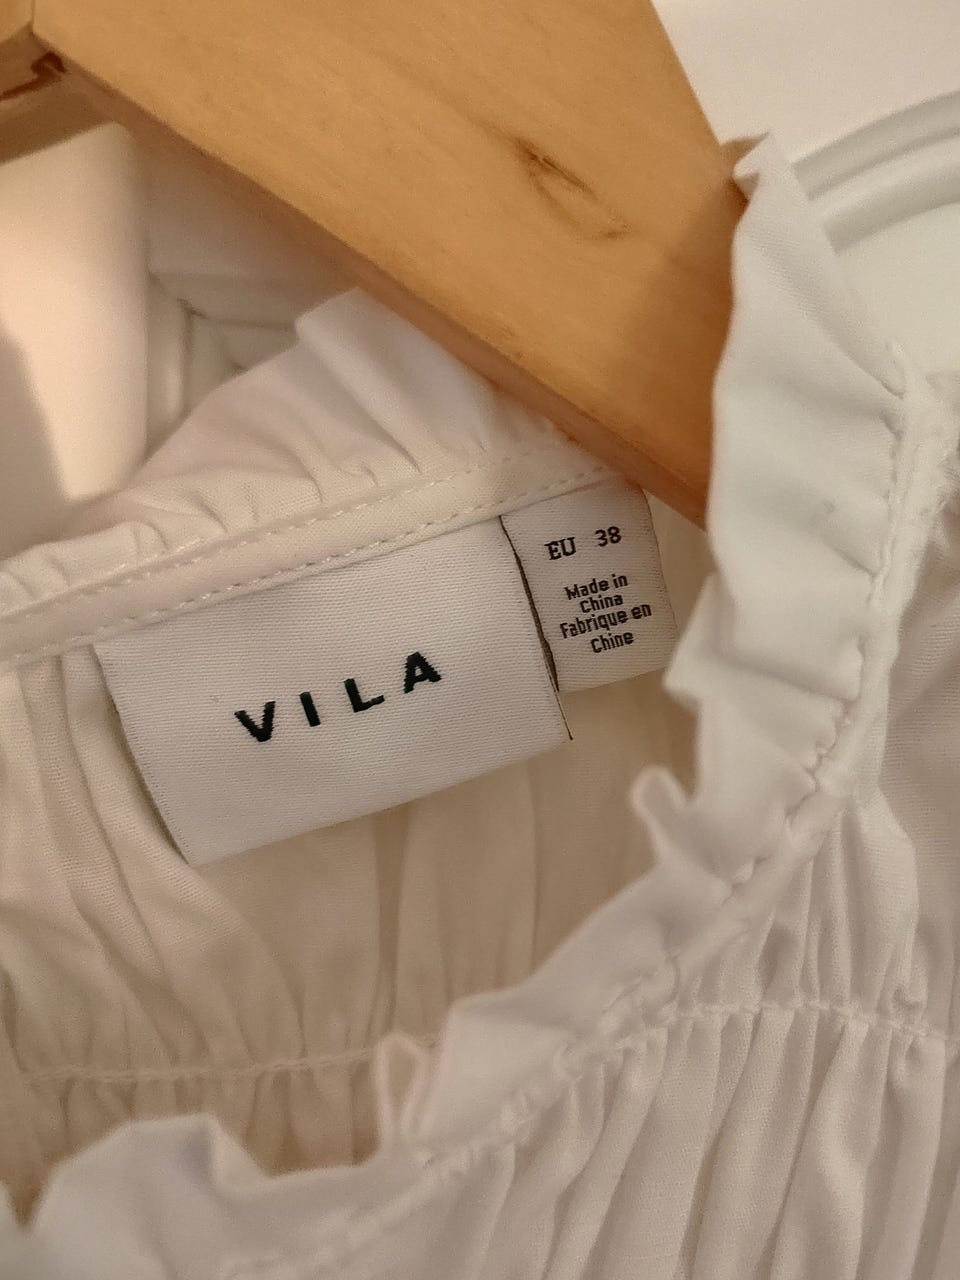 VILA
EU 38
Made in
China
Fabrique en
Chine